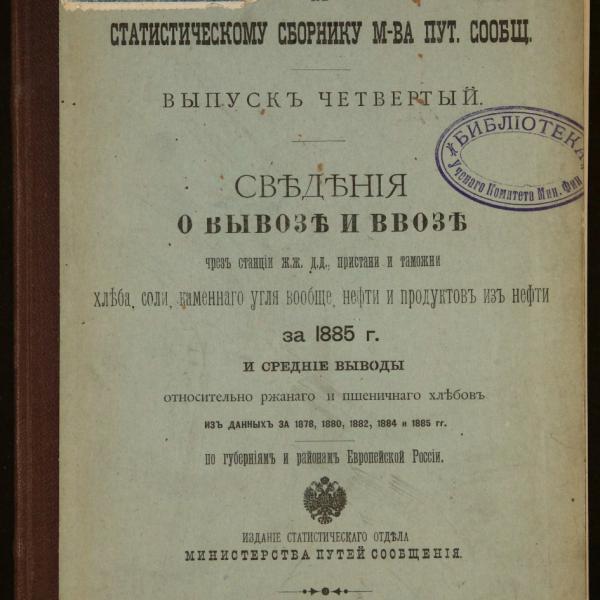 СТАТИСТИЧЕСКОМУ СБОРНИКУ М-ВА ПУТ. СООБЩ.
ВЫПУСКЪ ЧЕТВЕРТЫЙ.
БИБЛІОТЕКА
Ученаго Комитета Мин. Фин
СВѢДѢНІЯ
О ВЫВОЗѢ И ВВОЗѢ
чрезъ станціи ж.ж. д.д., пристани и таможни
хлѣба, соли, каменнаго угля вообще, нефти и продуктовъ изъ нефти
за 1885 г.
И СРЕДНІЕ ВЫВОДЫ
относительно ржанаго и пшеничнаго хлѣбовъ
ИЗЪ ДАННЫХЪ ЗА 1878, 1880, 1882, 1884 и 1885 гг.
по губерніямъ и районамъ Европейской Россіи.
ИЗДАНІЕ СТАТИСТИЧЕСКАГО ОТДѢЛА
МИНИСТЕРСТВА ПУТЕЙ СООБЩЕНІЯ.